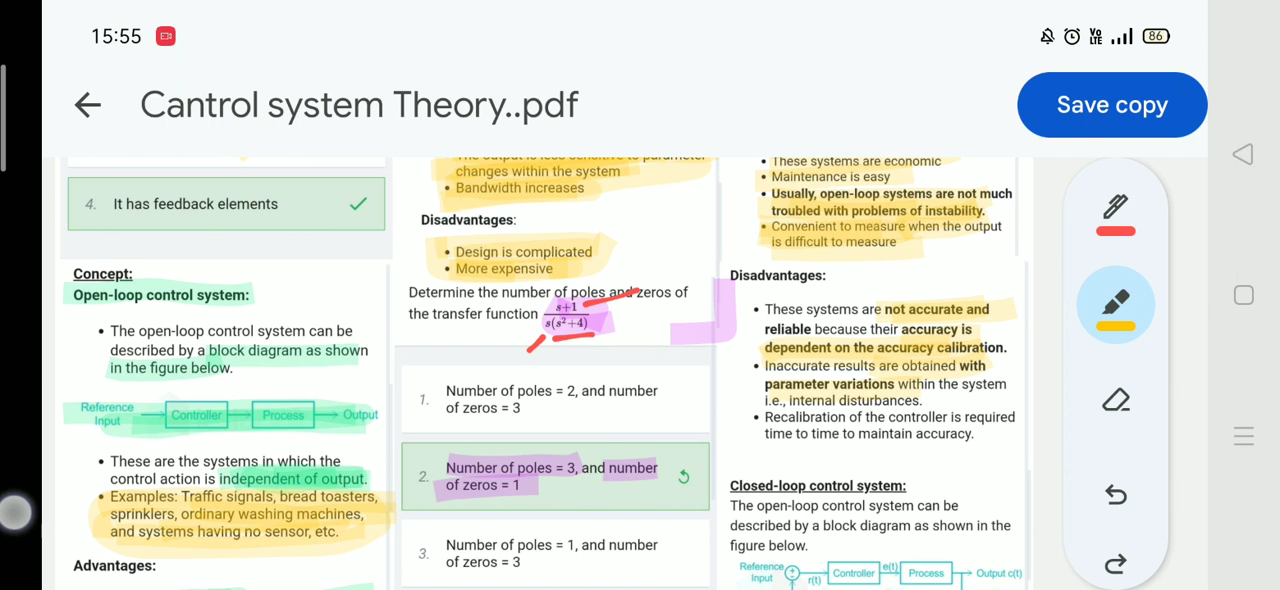 15:55
VO LTE
86
Cantrol system Theory..pdf
Save copy
4. It has feedback elements
Concept:
Open-loop control system:
• The open-loop control system can be
described by a block diagram as shown
in the figure below.
Reference Input
Controller
Process
Output
• These are the systems in which the
control action is independent of output.
• Examples: Traffic signals, bread toasters,
sprinklers, ordinary washing machines,
and systems having no sensor, etc.
Advantages:
The output is less sensitive to parameter
changes within the system
• Bandwidth increases
Disadvantages:
• Design is complicated
• More expensive
Determine the number of poles and zeros of
the transfer function s+1 / s(s²+4)
1. Number of poles = 2, and number
of zeros = 3
2. Number of poles = 3, and number
of zeros = 1
3. Number of poles = 1, and number
of zeros = 3
• These systems are economic
• Maintenance is easy
• Usually, open-loop systems are not much
troubled with problems of instability.
• Convenient to measure when the output
is difficult to measure
Disadvantages:
• These systems are not accurate and
reliable because their accuracy is
dependent on the accuracy calibration.
• Inaccurate results are obtained with
parameter variations within the system
i.e., internal disturbances.
• Recalibration of the controller is required
time to time to maintain accuracy.
Closed-loop control system:
The open-loop control system can be
described by a block diagram as shown in the
figure below.
Reference Input
+
r(t)
Controller
e(t)
Process
Output c(t)